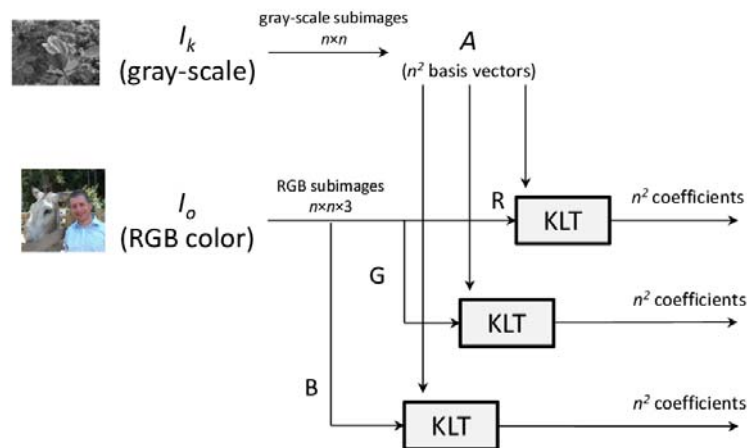 gray-scale subimages
n×n
I_k
(gray-scale)
A
(n² basis vectors)
RGB subimages
n×n×3
I_o
(RGB color)
R
KLT
n² coefficients
G
KLT
n² coefficients
B
KLT
n² coefficients